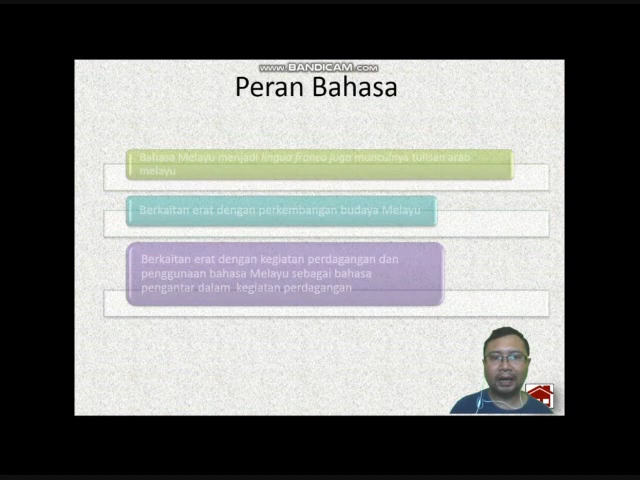 www.BANDICAM.com
Peran Bahasa
Bahasa Melayu menjadi lingua franca juga munculnya tulisan arab
melayu
Berkaitan erat dengan perkembangan budaya Melayu
Berkaitan erat dengan kegiatan perdagangan dan
penggunaan bahasa Melayu sebagai bahasa
pengantar dalam kegiatan perdagangan